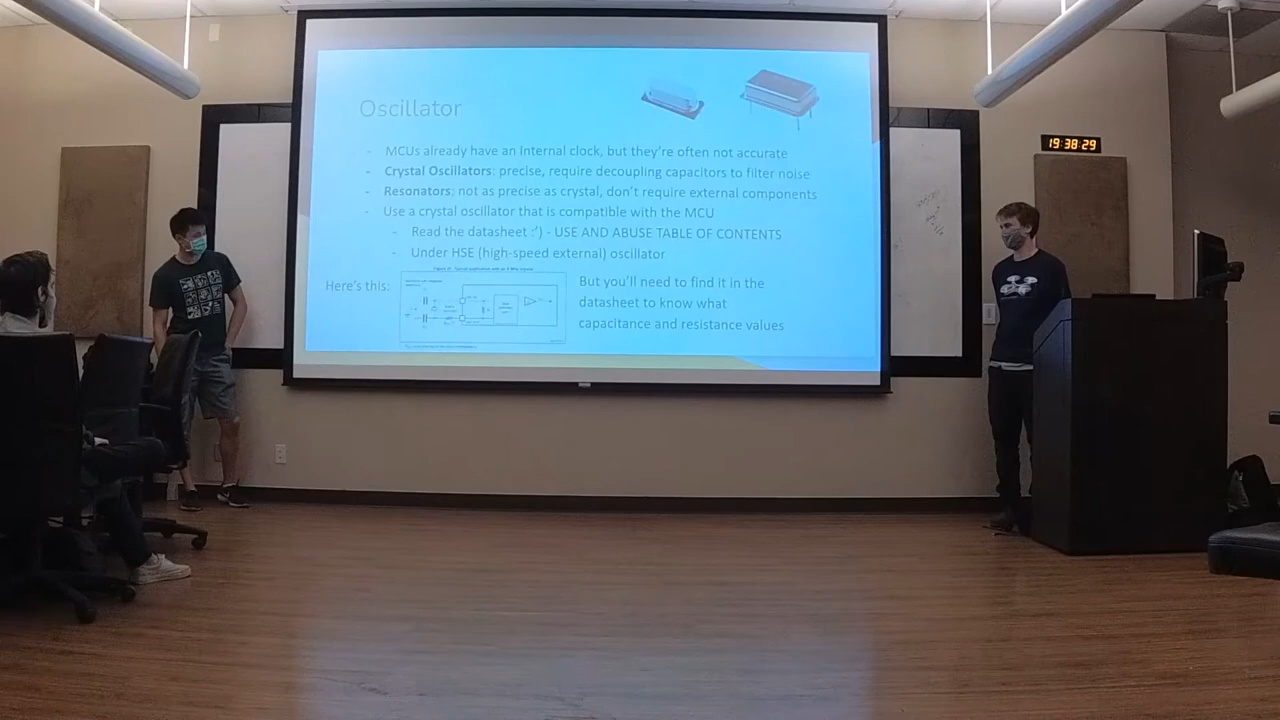 Oscillator
- MCUs already have an internal clock, but they're often not accurate
- Crystal Oscillators: precise, require decoupling capacitors to filter noise
- Resonators: not as precise as crystal, don't require external components
- Use a crystal oscillator that is compatible with the MCU
- Read the datasheet :') - USE AND ABUSE TABLE OF CONTENTS
- Under HSE (high-speed external) oscillator
Here's this:
But you'll need to find it in the
datasheet to know what
capacitance and resistance values
19:38:29